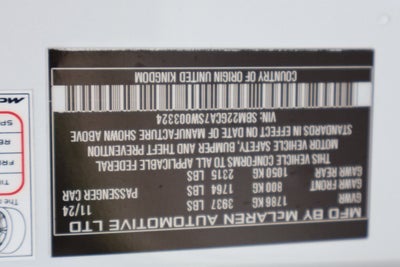 MFD BY McLAREN AUTOMOTIVE LTD
GVWR 1786 KG 3937 LBS 11/24
GAWR FRONT 800 KG 1764 LBS PASSENGER CAR
GAWR REAR 1050 KG 2315 LBS
THIS VEHICLE CONFORMS TO ALL APPLICABLE FEDERAL
MOTOR VEHICLE SAFETY, BUMPER AND THEFT PREVENTION
STANDARDS IN EFFECT ON DATE OF MANUFACTURE SHOWN ABOVE
VIN: SBM226CA7SW003324
COUNTRY OF ORIGIN UNITED KINGDOM